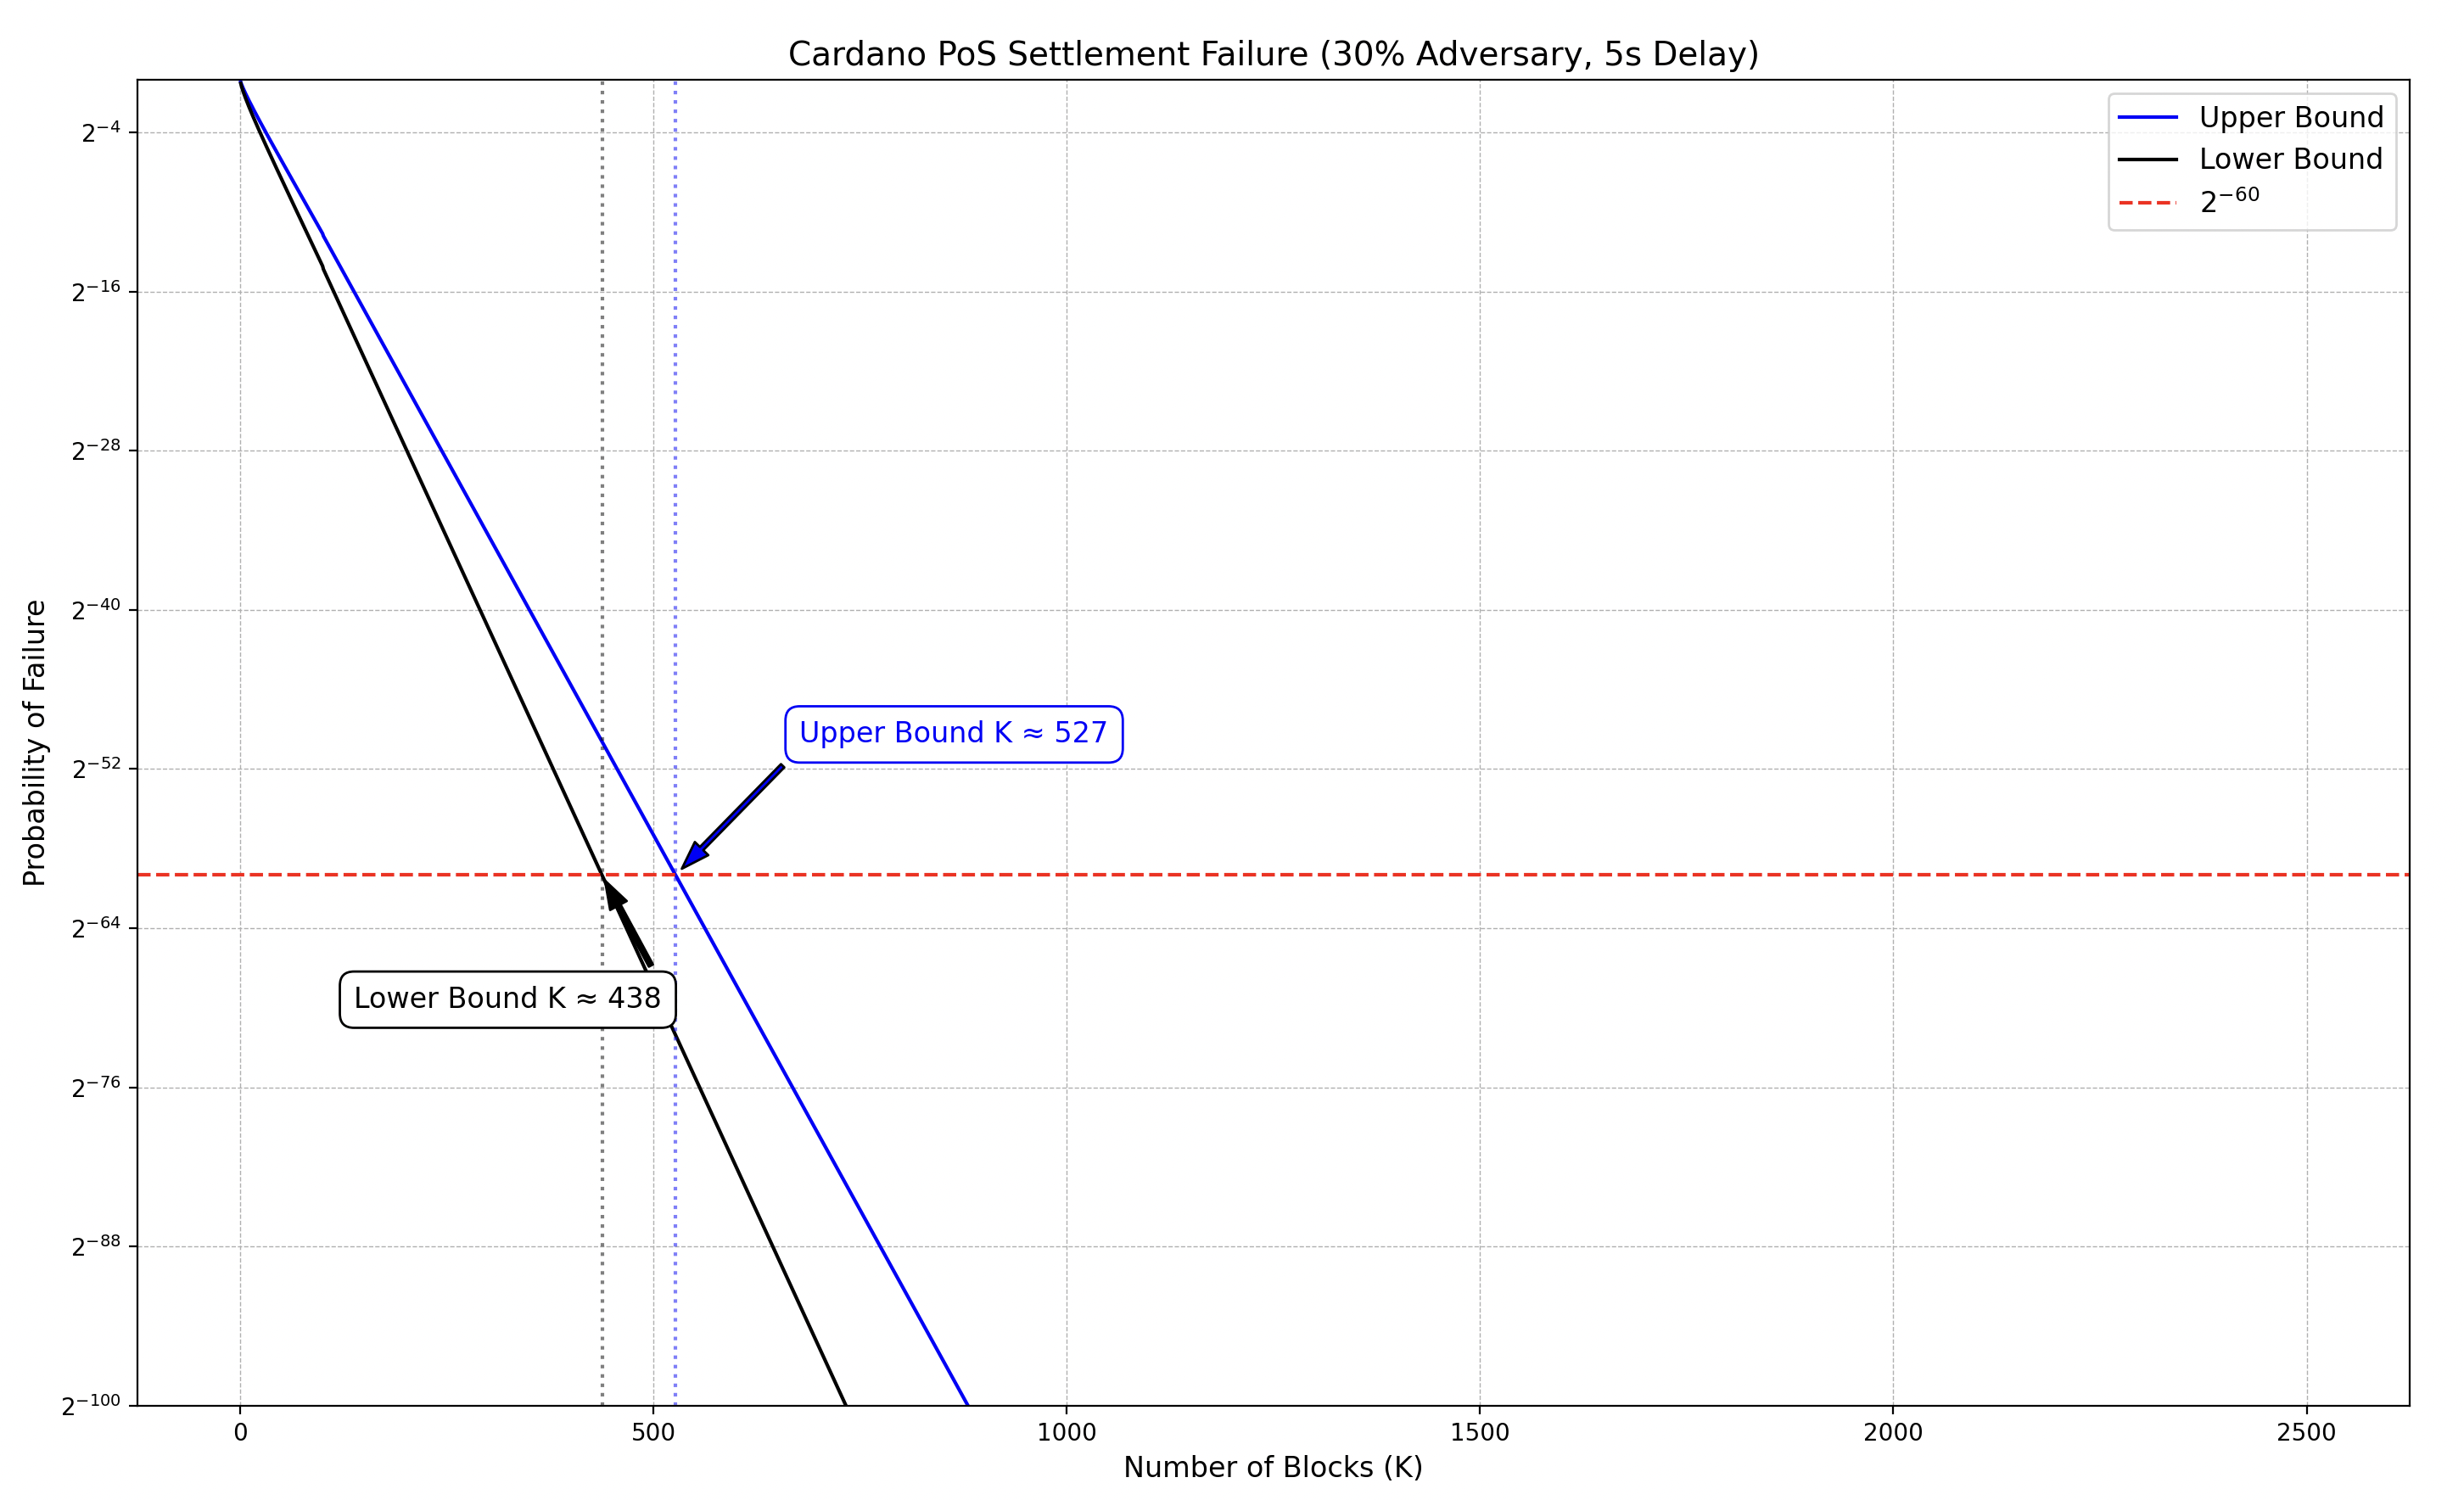 Cardano PoS Settlement Failure (30% Adversary, 5s Delay)
Upper Bound
Lower Bound
2⁻⁶⁰
Probability of Failure
2⁻⁴
2⁻¹⁶
2⁻²⁸
2⁻⁴⁰
2⁻⁵²
2⁻⁶⁴
2⁻⁷⁶
2⁻⁸⁸
2⁻¹⁰⁰
Upper Bound K ≈ 527
Lower Bound K ≈ 438
0 500 1000 1500 2000 2500
Number of Blocks (K)